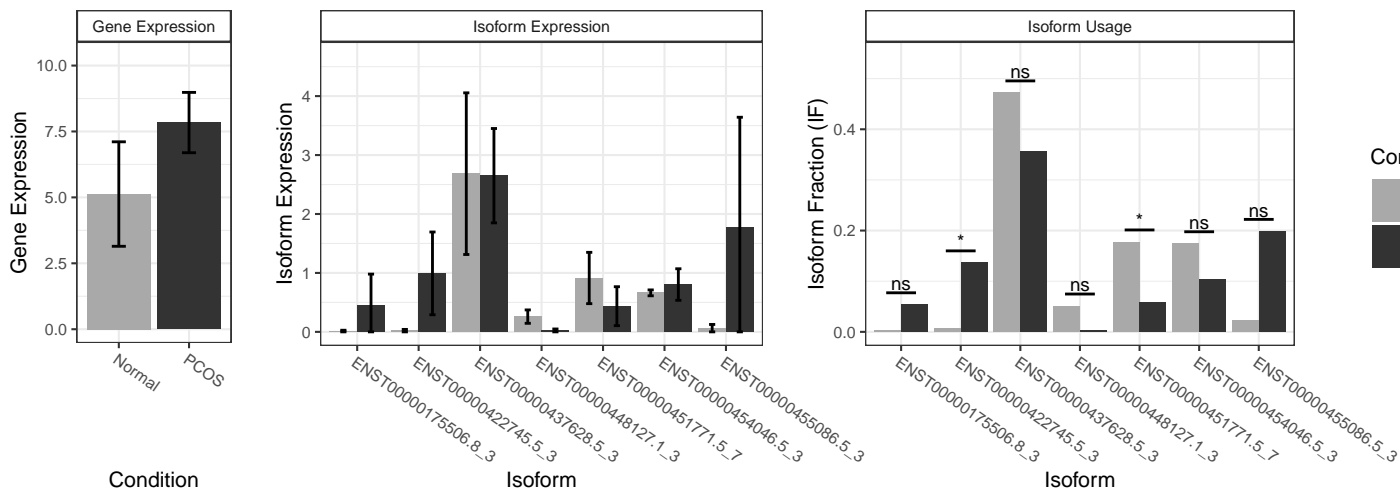 Gene Expression
Gene Expression
10.0
7.5
5.0
2.5
0.0
Normal
PCOS
Condition
Isoform Expression
Isoform Expression
4
3
2
1
0
ENST00000175506.8_3
ENST00000422745.5_3
ENST00000437628.5_3
ENST00000448127.1_3
ENST00000451771.5_7
ENST00000454046.5_3
ENST00000455086.5_3
Isoform
Isoform Usage
Isoform Fraction (IF)
0.4
0.2
0.0
ns
*
ns
ns
*
ns
ns
ENST00000175506.8_3
ENST00000422745.5_3
ENST00000437628.5_3
ENST00000448127.1_3
ENST00000451771.5_7
ENST00000454046.5_3
ENST00000455086.5_3
Isoform